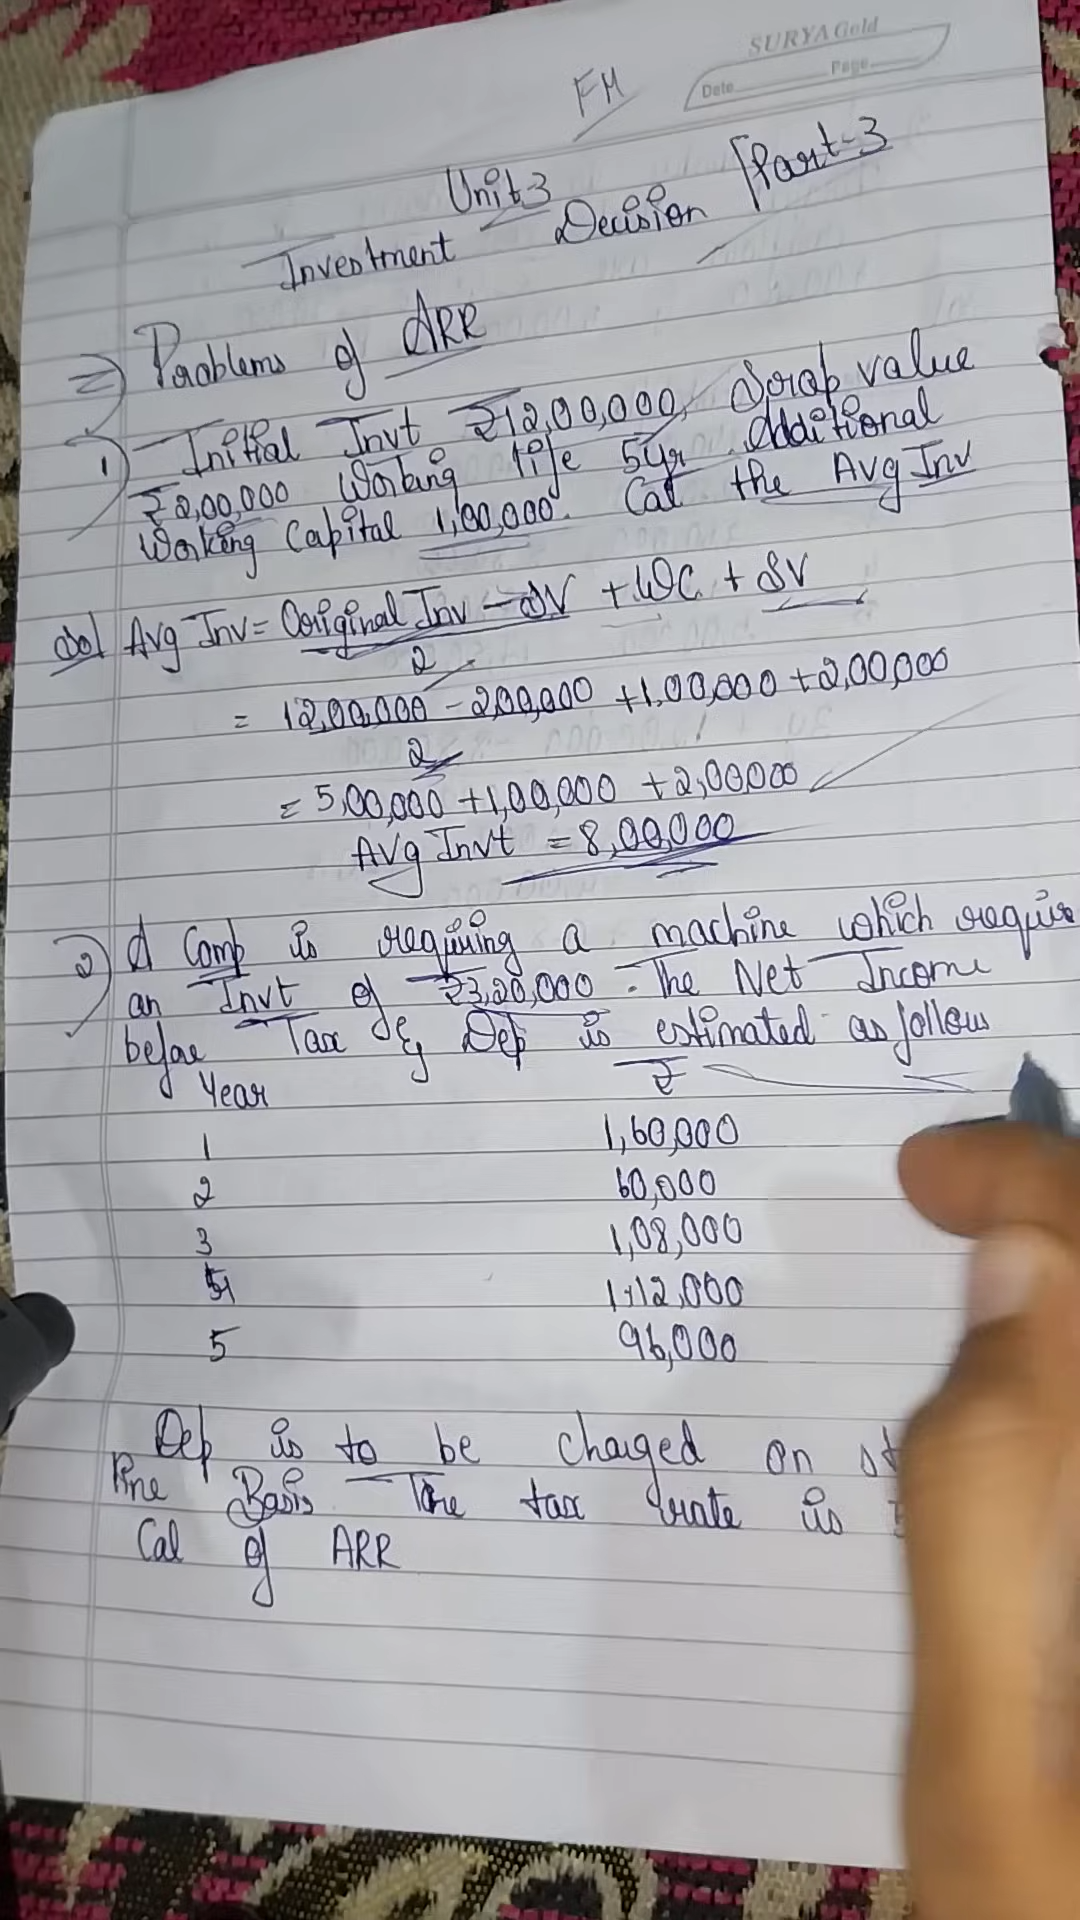 SURYA Gold
Date Page
FM
Unit 3
Investment Decision Part-3
Problems of ARR
1) Initial Invt ₹12,00,000, Scrap value
₹2,00,000 Working life 5yr. Additional
Working Capital 1,00,000. Cal the Avg Inv
Sol Avg Inv = Original Inv - SV + WC + SV
2
= 12,00,000 - 2,00,000 + 1,00,000 + 2,00,000
2
= 5,00,000 + 1,00,000 + 2,00,000
Avg Invt = 8,00,000
2) A Comp is requiring a machine which require
an Invt of ₹3,20,000. The Net Income
before Tax & Dep is estimated as follow
Year ₹
1 1,60,000
2 60,000
3 1,08,000
4 1,12,000
5 96,000
Dep is to be charged on st
line Basis. The tax rate is
Cal of ARR